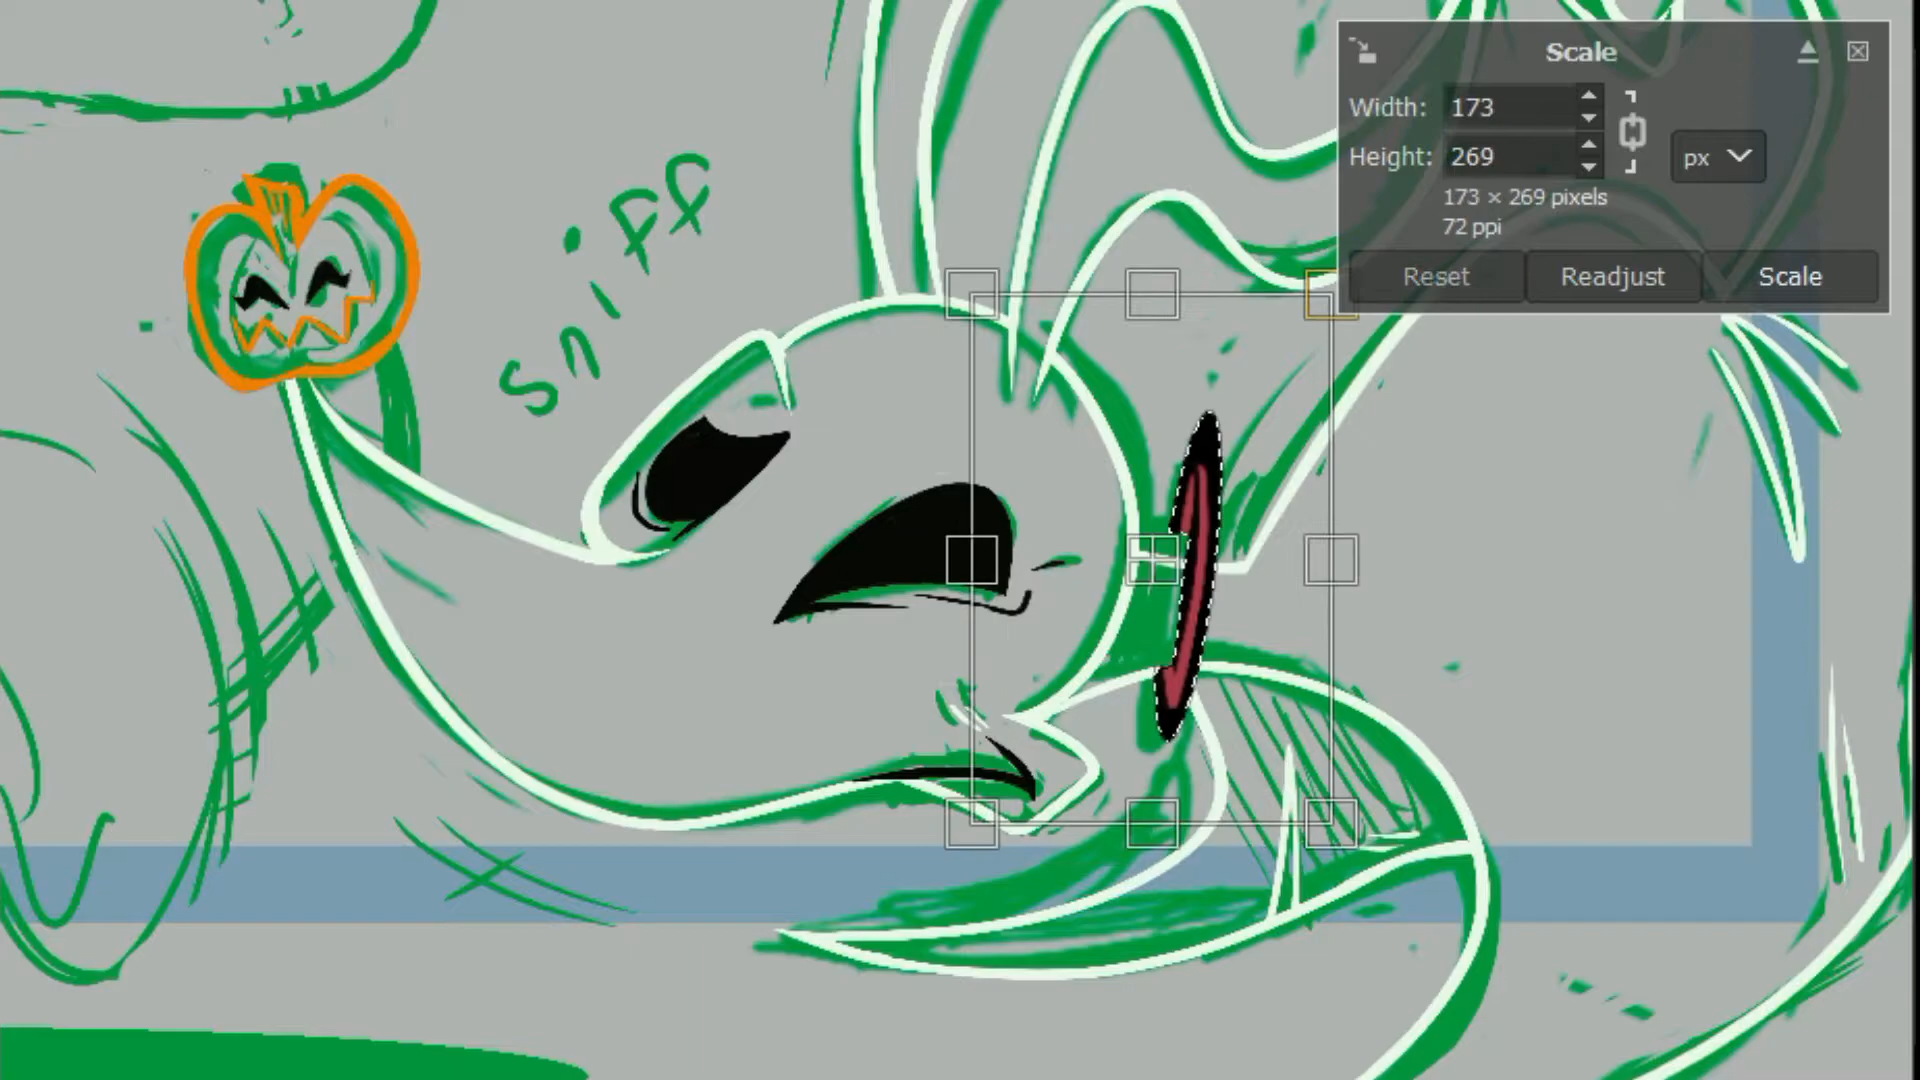 Scale
Width: 173
Height: 269
px
173 × 269 pixels
72 ppi
Reset Readjust Scale
sniff